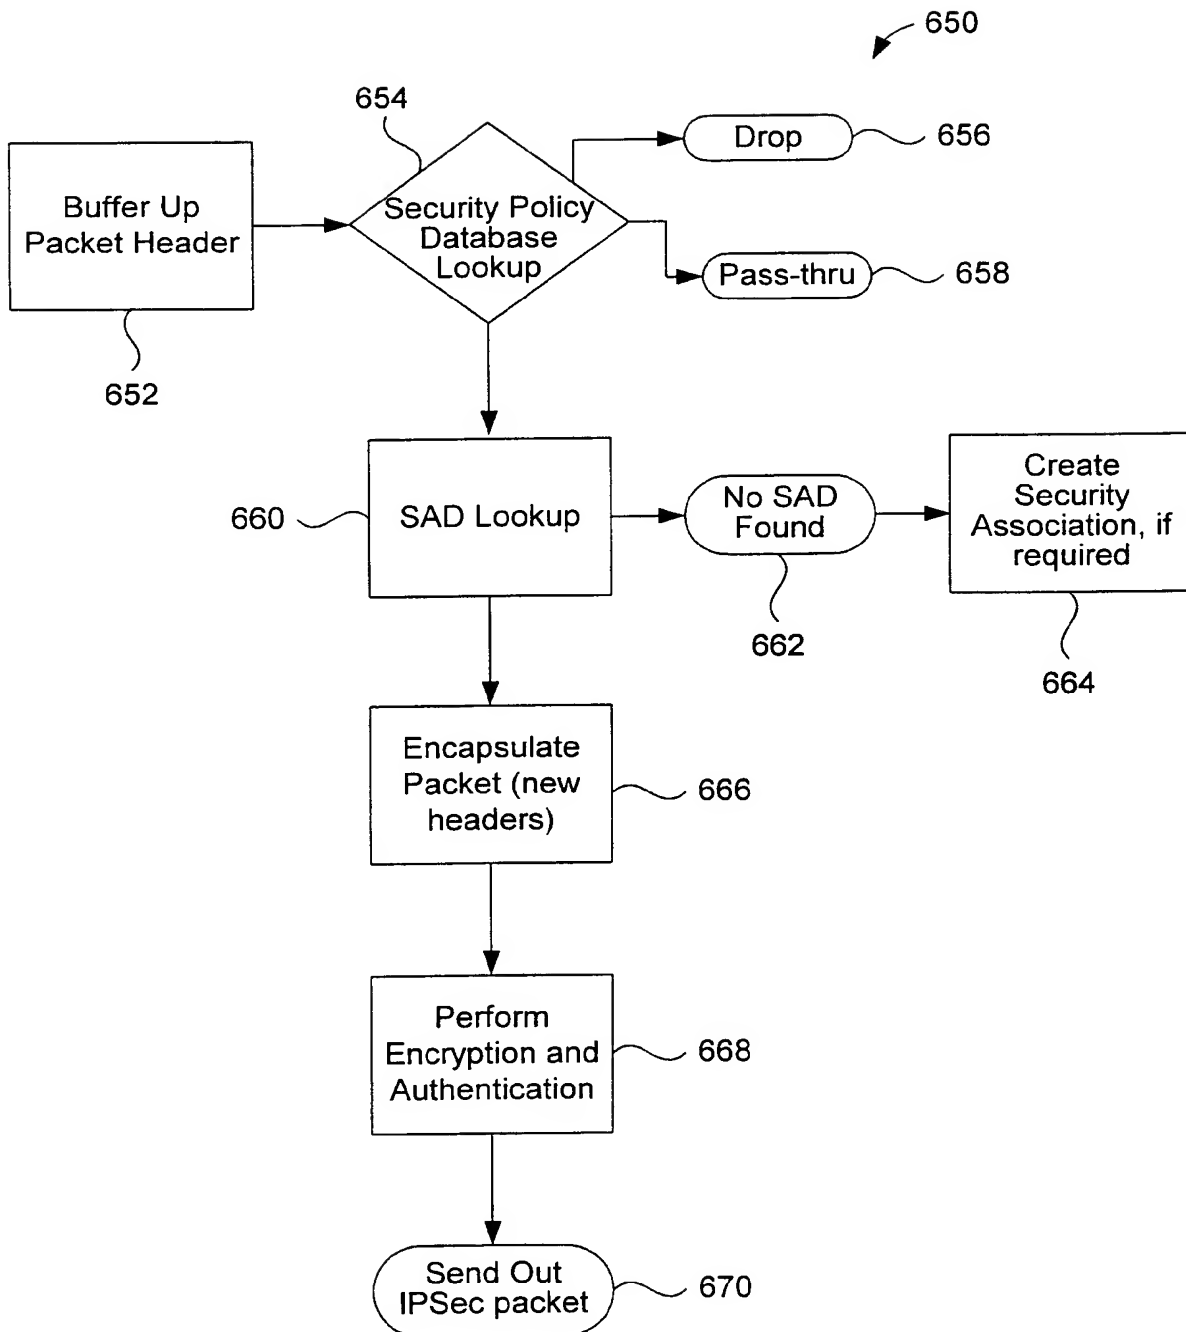 650
654
Drop
656
Buffer Up
Packet Header
Security Policy
Database
Lookup
Pass-thru
658
652
660
SAD Lookup
No SAD
Found
Create
Security
Association, if
required
662
664
Encapsulate
Packet (new
headers)
666
Perform
Encryption and
Authentication
668
Send Out
IPSec packet
670